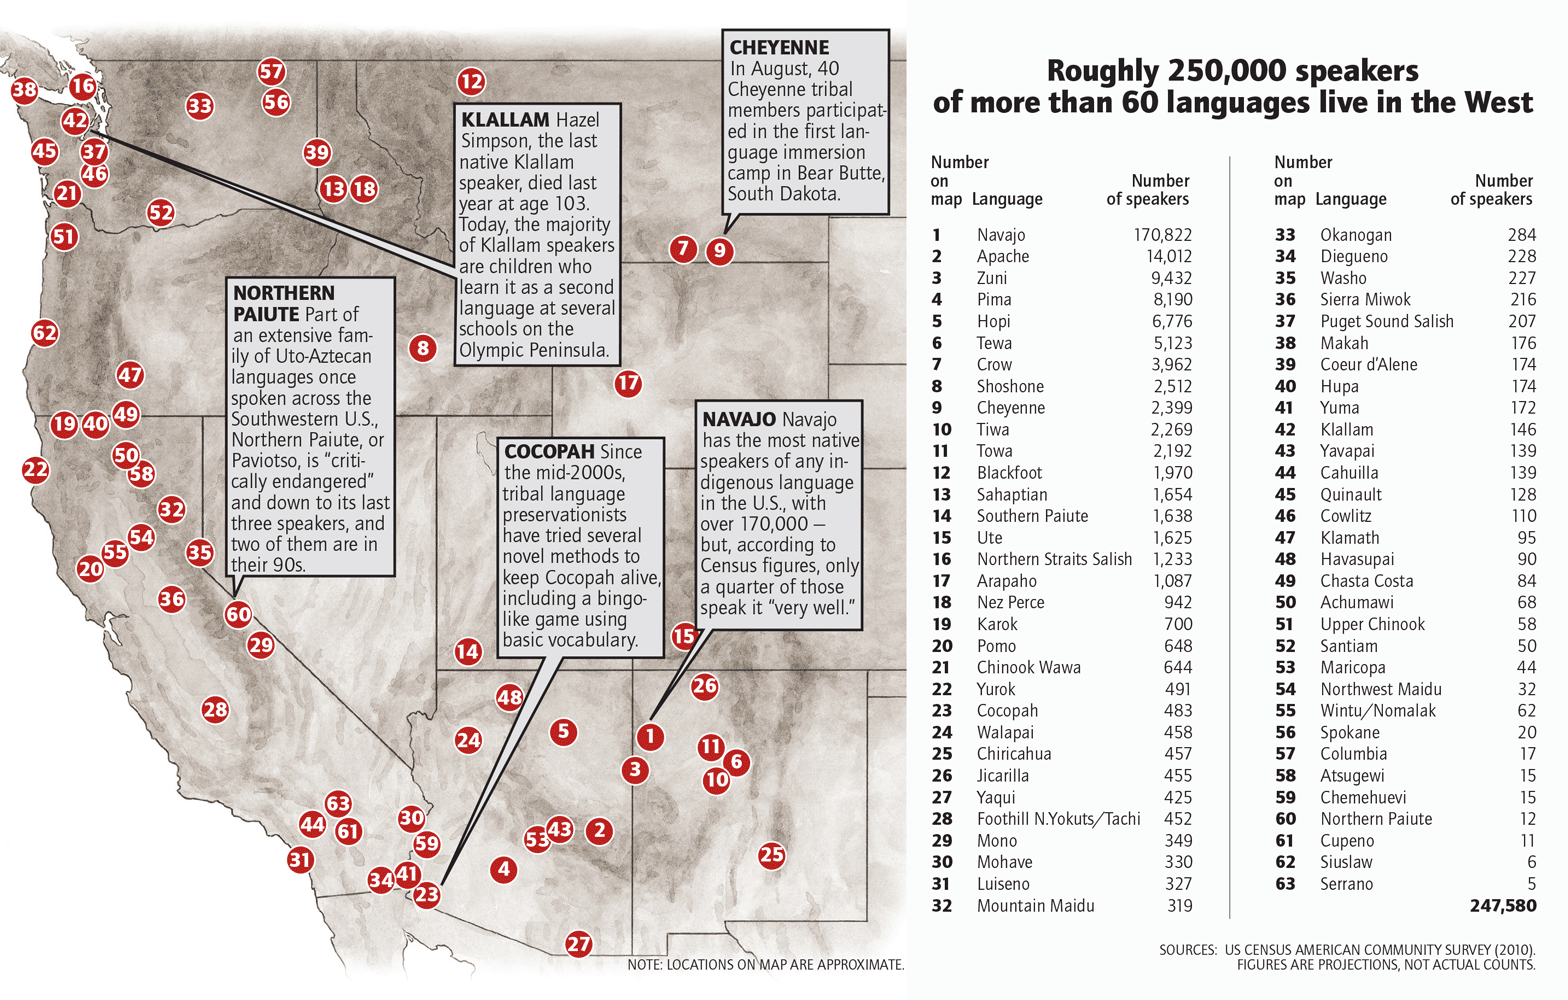 CHEYENNE
In August, 40
Cheyenne tribal
members participat-
ed in the first lan-
guage immersion
camp in Bear Butte,
South Dakota.
KLALLAM Hazel
Simpson, the last
native Klallam
speaker, died last
year at age 103.
Today, the majority
of Klallam speakers
are children who
learn it as a second
language at several
schools on the
Olympic Peninsula.
NORTHERN
PAIUTE Part of
an extensive fam-
ily of Uto-Aztecan
languages once
spoken across the
Southwestern U.S.,
Northern Paiute, or
Paviotso, is “criti-
cally endangered”
and down to its last
three speakers, and
two of them are in
their 90s.
COCOPAH Since
the mid-2000s,
tribal language
preservationists
have tried several
novel methods to
keep Cocopah alive,
including a bingo-
like game using
basic vocabulary.
NAVAJO Navajo
has the most native
speakers of any in-
digenous language
in the U.S., with
over 170,000 —
but, according to
Census figures, only
a quarter of those
speak it “very well.”
57
12
38
16
33
56
42
45
37
39
46
21
13
18
52
51
7
9
62
8
47
17
19
40
49
50
22
58
32
54
55
35
20
36
60
29
15
14
26
48
28
24
5
1
11
3
6
10
63
30
44
61
43
2
53
59
31
25
4
41
34
23
27
NOTE: LOCATIONS ON MAP ARE APPROXIMATE.
Roughly 250,000 speakers
of more than 60 languages live in the West
Number
on
map Language
Number
of speakers
1 Navajo 170,822
2 Apache 14,012
3 Zuni 9,432
4 Pima 8,190
5 Hopi 6,776
6 Tewa 5,123
7 Crow 3,962
8 Shoshone 2,512
9 Cheyenne 2,399
10 Tiwa 2,269
11 Towa 2,192
12 Blackfoot 1,970
13 Sahaptian 1,654
14 Southern Paiute 1,638
15 Ute 1,625
16 Northern Straits Salish 1,233
17 Arapaho 1,087
18 Nez Perce 942
19 Karok 700
20 Pomo 648
21 Chinook Wawa 644
22 Yurok 491
23 Cocopah 483
24 Walapai 458
25 Chiricahua 457
26 Jicarilla 455
27 Yaqui 425
28 Foothill N.Yokuts/Tachi 452
29 Mono 349
30 Mohave 330
31 Luiseno 327
32 Mountain Maidu 319
Number
on
map Language
Number
of speakers
33 Okanogan 284
34 Diegueno 228
35 Washo 227
36 Sierra Miwok 216
37 Puget Sound Salish 207
38 Makah 176
39 Coeur d’Alene 174
40 Hupa 174
41 Yuma 172
42 Klallam 146
43 Yavapai 139
44 Cahuilla 139
45 Quinault 128
46 Cowlitz 110
47 Klamath 95
48 Havasupai 90
49 Chasta Costa 84
50 Achumawi 68
51 Upper Chinook 58
52 Santiam 50
53 Maricopa 44
54 Northwest Maidu 32
55 Wintu/Nomalak 62
56 Spokane 20
57 Columbia 17
58 Atsugewi 15
59 Chemehuevi 15
60 Northern Paiute 12
61 Cupeno 11
62 Siuslaw 6
63 Serrano 5
247,580
SOURCES: US CENSUS AMERICAN COMMUNITY SURVEY (2010).
FIGURES ARE PROJECTIONS, NOT ACTUAL COUNTS.